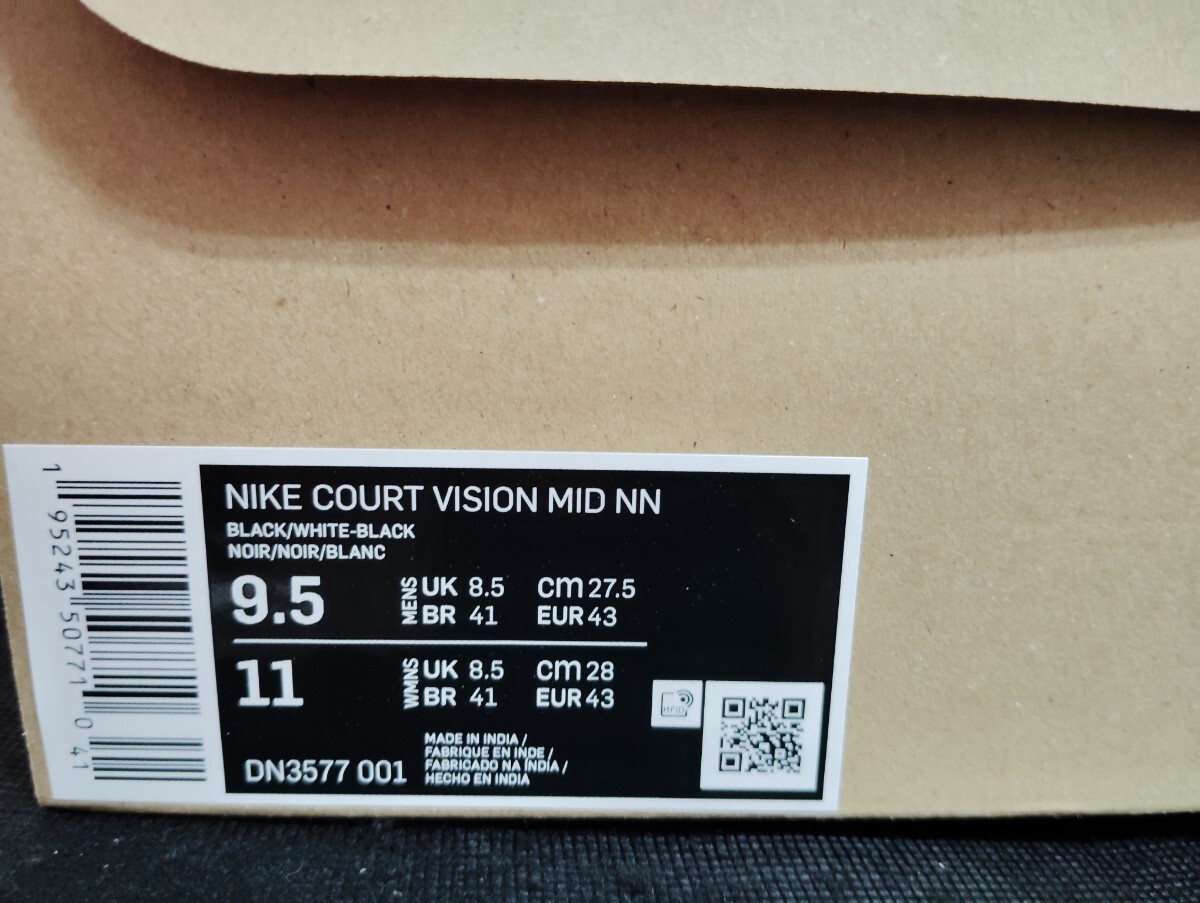 NIKE COURT VISION MID NN
BLACK/WHITE-BLACK
NOIR/NOIR/BLANC
9.5 MENS UK 8.5 cm 27.5
BR 41 EUR 43
11 WMNS UK 8.5 cm 28
BR 41 EUR 43
RFID
DN3577 001
MADE IN INDIA /
FABRIQUE EN INDE /
FABRICADO NA ÍNDIA /
HECHO EN INDIA
1 95243 50771 0 41